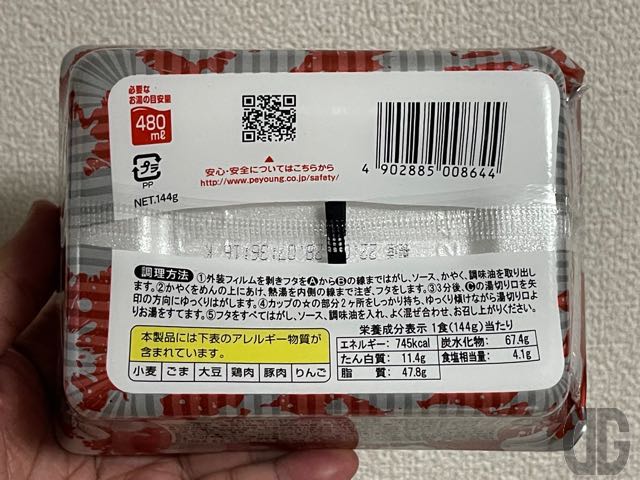 必要な
お湯の目安量
480
ml
プラ
PP
NET.144g
安心・安全についてはこちらから
http://www.peyoung.co.jp/safety/
4 902885 008644
調理方法 ①外装フィルムを剥きフタをⒶからⒷの線まではがし、ソース、かやく、調味油を取り出し
ます。②かやくをめんの上にあけ、熱湯を内側の線まで注ぎ、フタをします。③3分後、Ⓒの湯切り口を矢
印の方向にゆっくりはがします。④カップの女の部分2ヶ所をしっかり持ち、ゆっくり傾けながら湯切り口よ
りお湯をすてます。⑤フタをすべてはがし、ソース、調味油を入れ、よく混ぜ合わせ、お召し上がりください。
本製品には下表のアレルギー物質が
含まれています。
小麦 ごま 大豆 鶏肉 豚肉 りんご
栄養成分表示 1食(144g)当たり
エネルギー: 745kcal 炭水化物: 67.4g
たん白質: 11.4g 食塩相当量: 4.1g
脂質: 47.8g